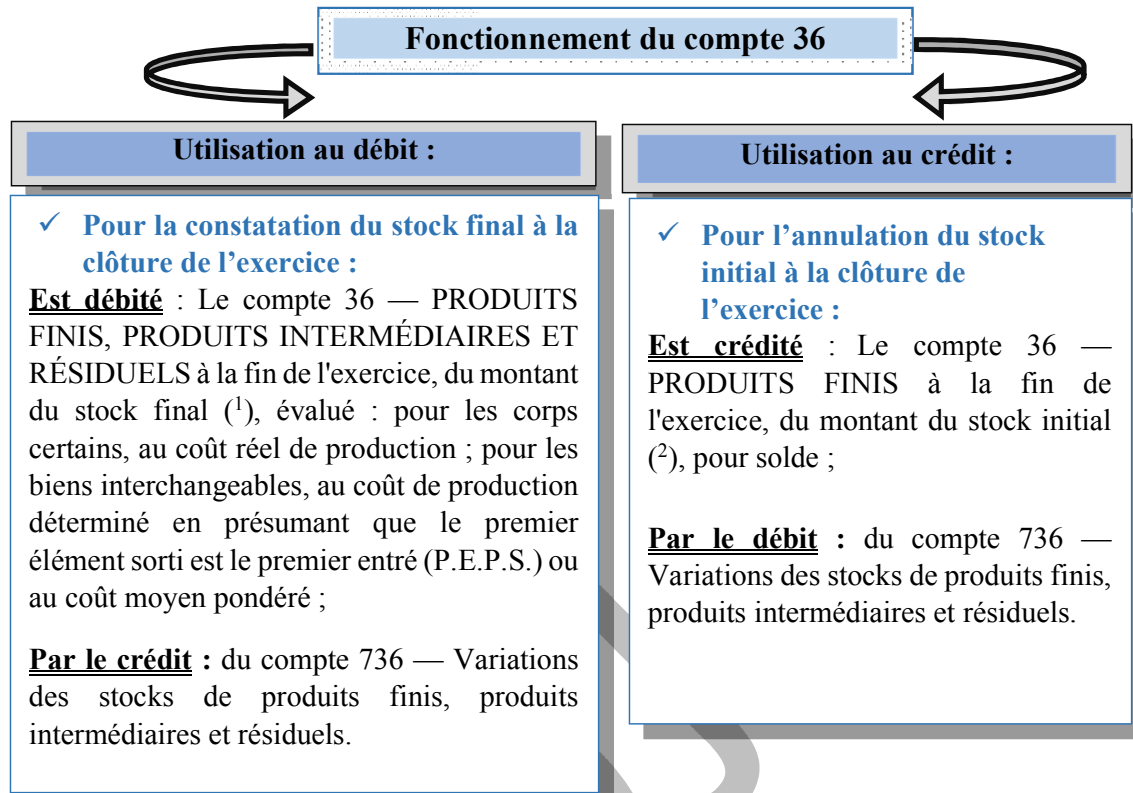 Fonctionnement du compte 36
Utilisation au débit :
✓ Pour la constatation du stock final à la
clôture de l’exercice :
Est débité : Le compte 36 — PRODUITS
FINIS, PRODUITS INTERMÉDIAIRES ET
RÉSIDUELS à la fin de l'exercice, du montant
du stock final (¹), évalué : pour les corps
certains, au coût réel de production ; pour les
biens interchangeables, au coût de production
déterminé en présumant que le premier
élément sorti est le premier entré (P.E.P.S.) ou
au coût moyen pondéré ;
Par le crédit : du compte 736 — Variations
des stocks de produits finis, produits
intermédiaires et résiduels.
Utilisation au crédit :
✓ Pour l’annulation du stock
initial à la clôture de
l’exercice :
Est crédité : Le compte 36 —
PRODUITS FINIS à la fin de
l'exercice, du montant du stock initial
(²), pour solde ;
Par le débit : du compte 736 —
Variations des stocks de produits finis,
produits intermédiaires et résiduels.